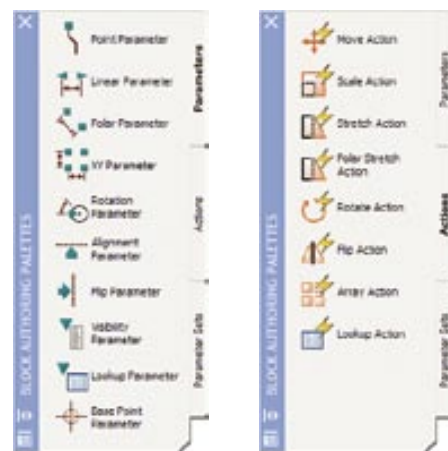 Point Parameter
Linear Parameter
Polar Parameter
XY Parameter
Rotation
Parameter
Alignment
Parameter
Flip Parameter
Visibility
Parameter
Lookup Parameter
Base Point
Parameter
Parameters
Actions
Parameter Sets
BLOCK AUTHORING PALETTES
Move Action
Scale Action
Stretch Action
Polar Stretch
Action
Rotate Action
Flip Action
Array Action
Lookup Action
Parameters
Actions
Parameter Sets
BLOCK AUTHORING PALETTES